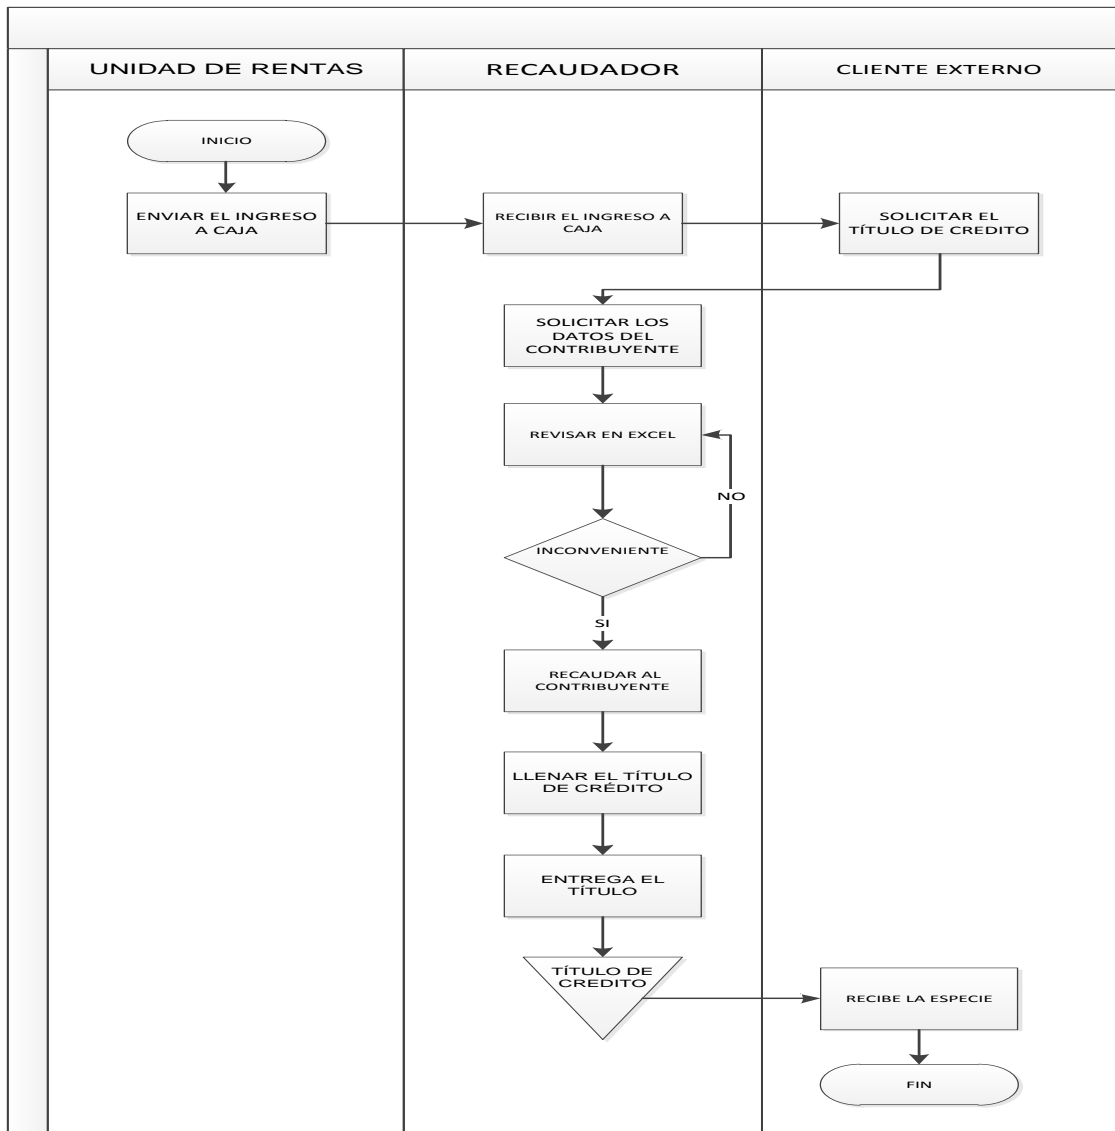 UNIDAD DE RENTAS
RECAUDADOR
CLIENTE EXTERNO
INICIO
ENVIAR EL INGRESO
A CAJA
RECIBIR EL INGRESO A
CAJA
SOLICITAR EL
TÍTULO DE CREDITO
SOLICITAR LOS
DATOS DEL
CONTRIBUYENTE
REVISAR EN EXCEL
NO
INCONVENIENTE
SI
RECAUDAR AL
CONTRIBUYENTE
LLENAR EL TÍTULO
DE CRÉDITO
ENTREGA EL
TÍTULO
TÍTULO DE
CREDITO
RECIBE LA ESPECIE
FIN